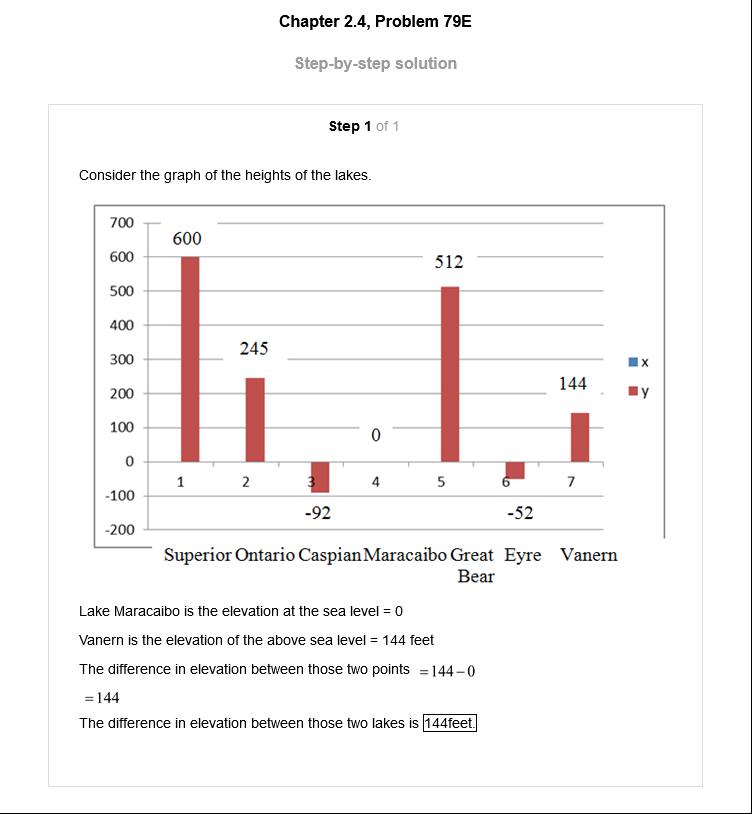 Chapter 2.4, Problem 79E
Step-by-step solution
Step 1 of 1
Consider the graph of the heights of the lakes.
700
600
500
400
300
200
100
0
-100
-200
600
245
-92
0
512
-52
144
1 2 3 4 5 6 7
x
y
Superior Ontario Caspian Maracaibo Great Eyre Vanern
Bear
Lake Maracaibo is the elevation at the sea level = 0
Vanern is the elevation of the above sea level = 144 feet
The difference in elevation between those two points =144−0
=144
The difference in elevation between those two lakes is 144feet.